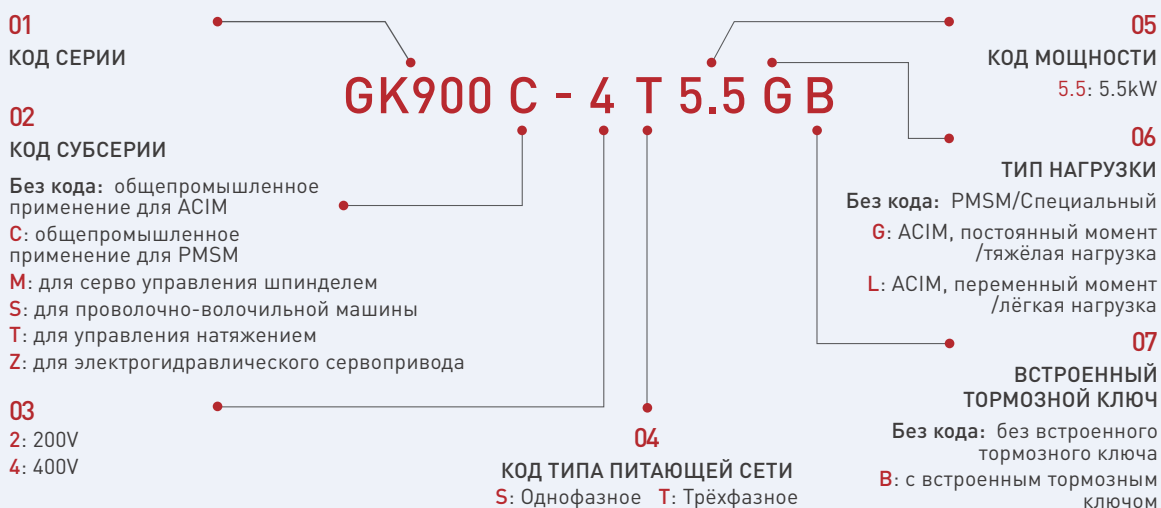 01
КОД СЕРИИ
GK900 C - 4 T 5.5 G B
02
КОД СУБСЕРИИ
Без кода: общепромышленное
применение для ACIM
C: общепромышленное
применение для PMSM
M: для серво управления шпинделем
S: для проволочно-волочильной машины
T: для управления натяжением
Z: для электрогидравлического сервопривода
03
2: 200V
4: 400V
04
КОД ТИПА ПИТАЮЩЕЙ СЕТИ
S: Однофазное T: Трёхфазное
05
КОД МОЩНОСТИ
5.5: 5.5kW
06
ТИП НАГРУЗКИ
Без кода: PMSM/Специальный
G: ACIM, постоянный момент
/тяжёлая нагрузка
L: ACIM, переменный момент
/лёгкая нагрузка
07
ВСТРОЕННЫЙ
ТОРМОЗНОЙ КЛЮЧ
Без кода: без встроенного
тормозного ключа
B: с встроенным тормозным
ключом